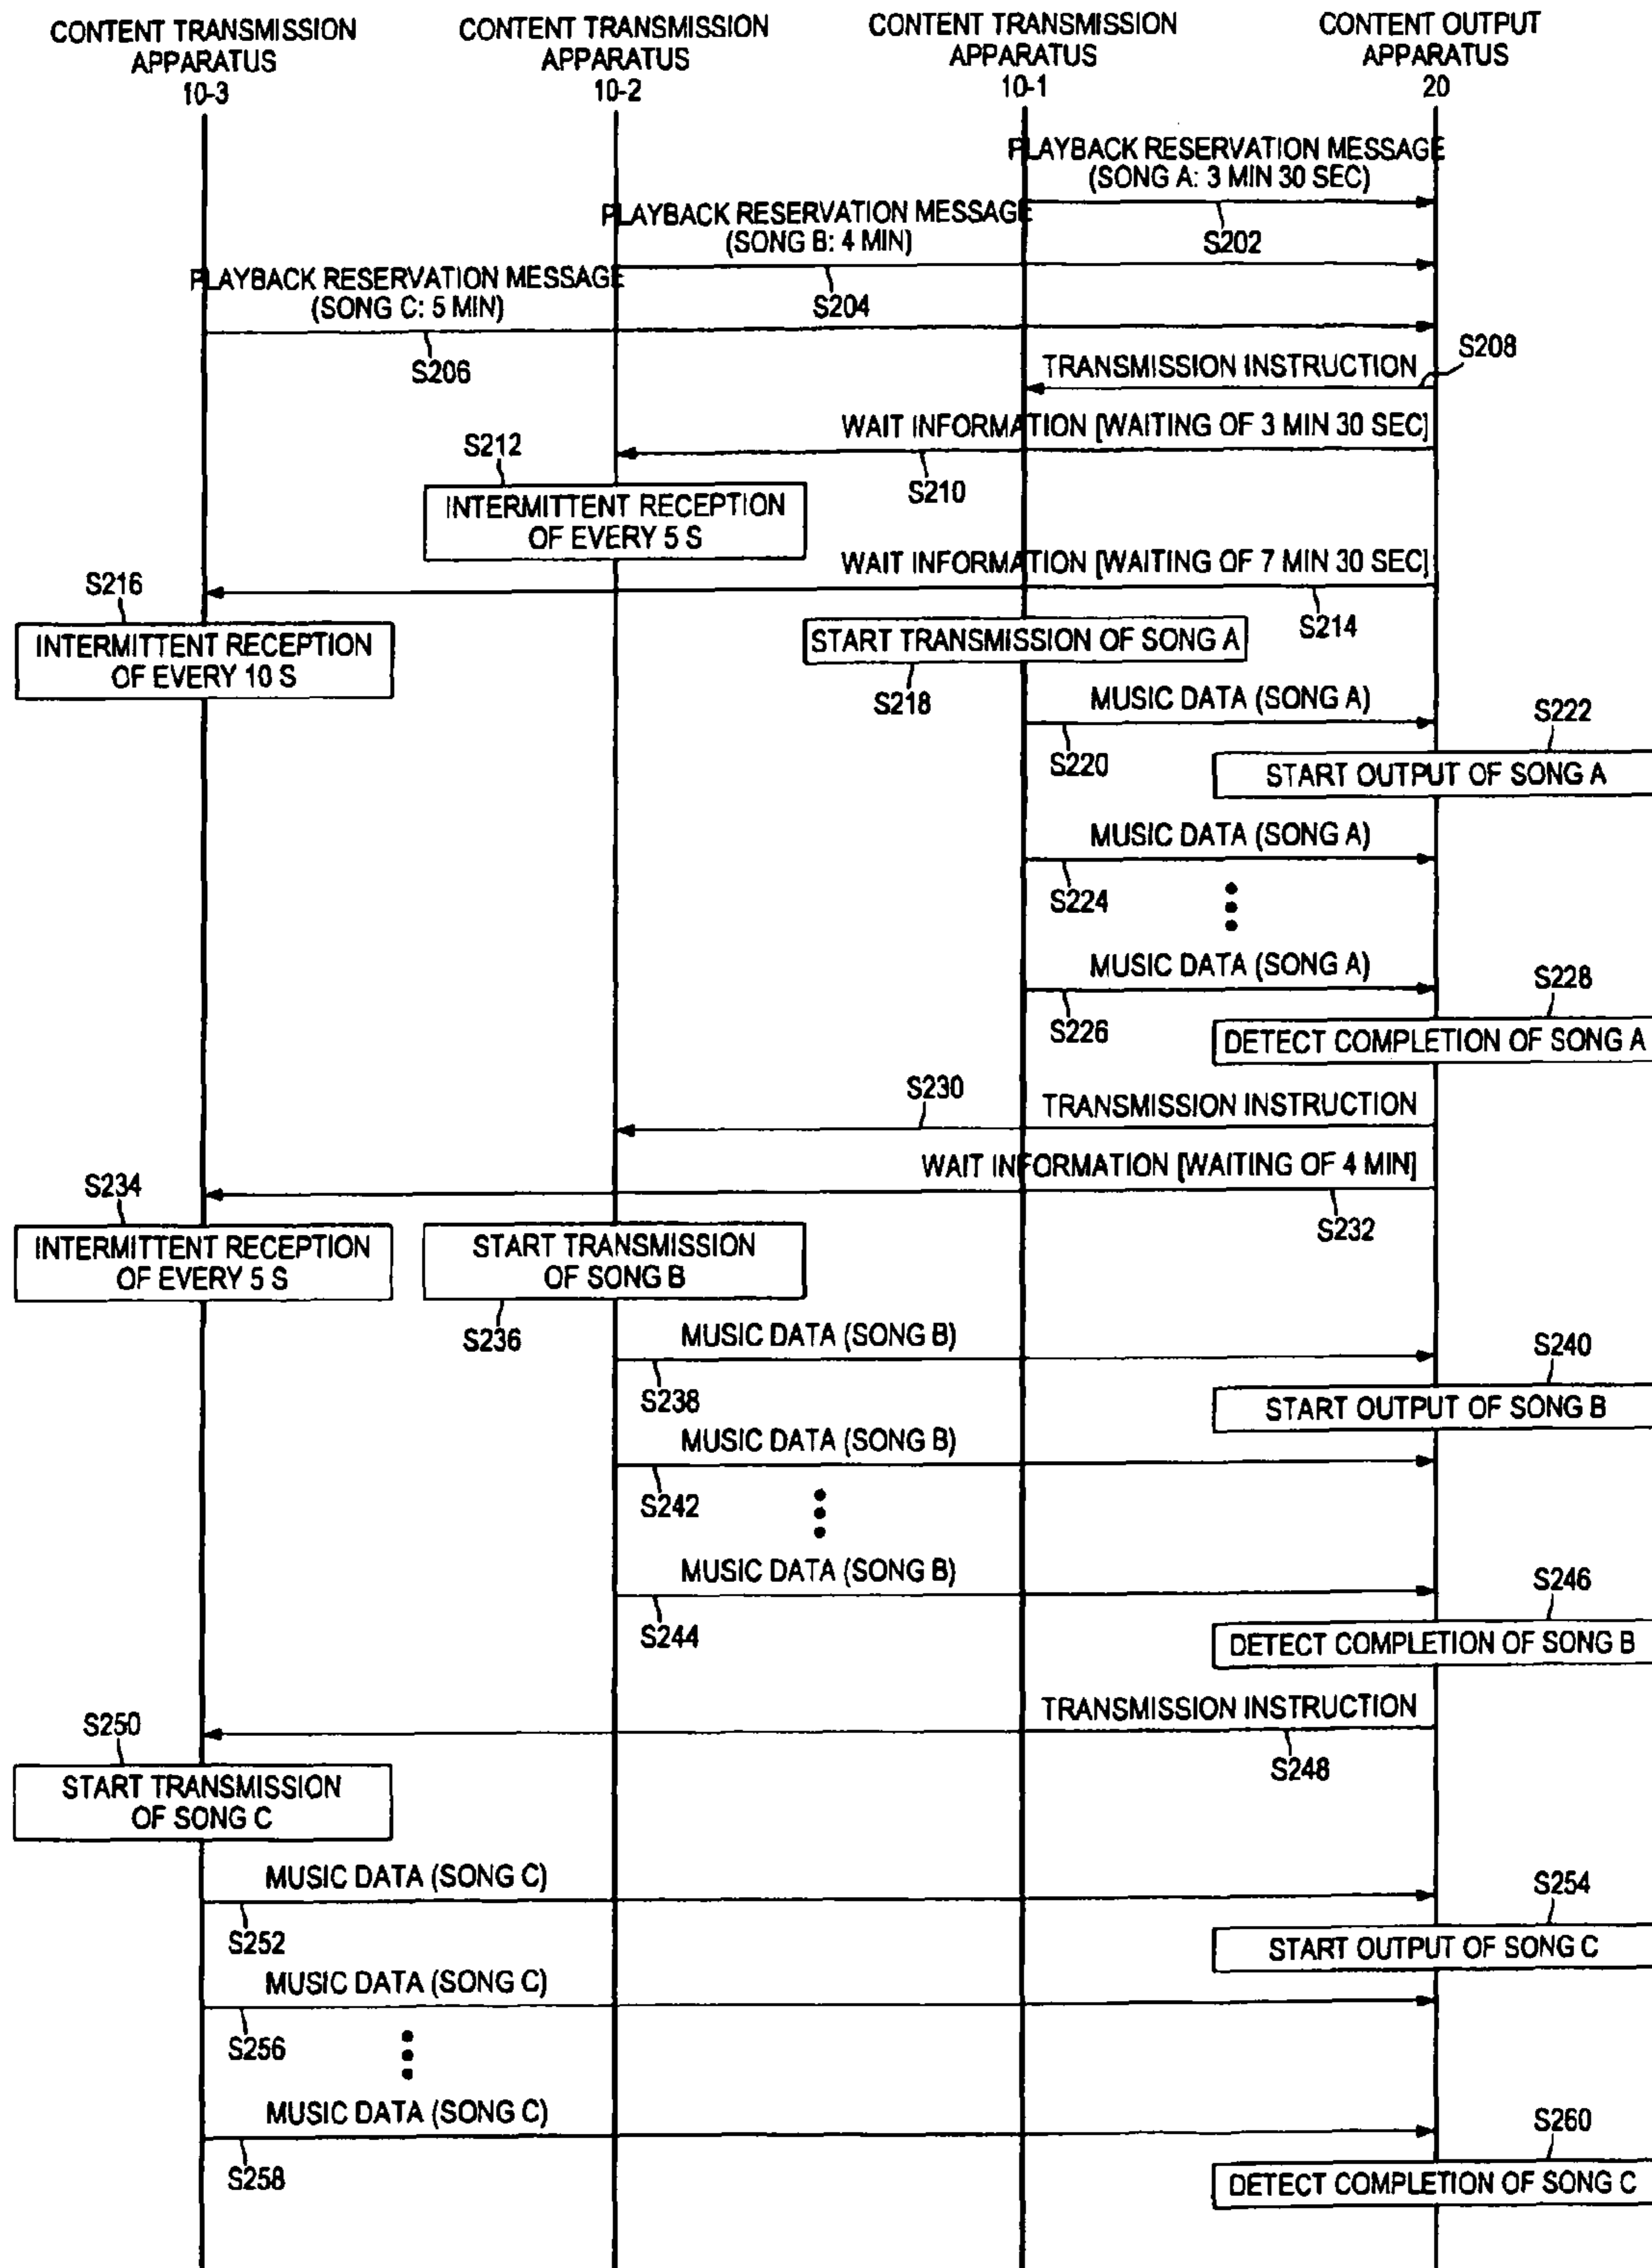 CONTENT TRANSMISSION
APPARATUS
10-3
CONTENT TRANSMISSION
APPARATUS
10-2
CONTENT TRANSMISSION
APPARATUS
10-1
CONTENT OUTPUT
APPARATUS
20
PLAYBACK RESERVATION MESSAGE
(SONG A: 3 MIN 30 SEC)
S202
PLAYBACK RESERVATION MESSAGE
(SONG B: 4 MIN)
S204
PLAYBACK RESERVATION MESSAGE
(SONG C: 5 MIN)
S206
TRANSMISSION INSTRUCTION
S208
WAIT INFORMATION [WAITING OF 3 MIN 30 SEC]
S210
S212
INTERMITTENT RECEPTION
OF EVERY 5 S
WAIT INFORMATION [WAITING OF 7 MIN 30 SEC]
S214
S216
INTERMITTENT RECEPTION
OF EVERY 10 S
START TRANSMISSION OF SONG A
S218
MUSIC DATA (SONG A)
S220
S222
START OUTPUT OF SONG A
MUSIC DATA (SONG A)
S224
MUSIC DATA (SONG A)
S226
S228
DETECT COMPLETION OF SONG A
S230
TRANSMISSION INSTRUCTION
WAIT INFORMATION [WAITING OF 4 MIN]
S232
S234
INTERMITTENT RECEPTION
OF EVERY 5 S
START TRANSMISSION
OF SONG B
S236
MUSIC DATA (SONG B)
S238
S240
START OUTPUT OF SONG B
MUSIC DATA (SONG B)
S242
MUSIC DATA (SONG B)
S244
S246
DETECT COMPLETION OF SONG B
TRANSMISSION INSTRUCTION
S248
S250
START TRANSMISSION
OF SONG C
MUSIC DATA (SONG C)
S252
S254
START OUTPUT OF SONG C
MUSIC DATA (SONG C)
S256
MUSIC DATA (SONG C)
S258
S260
DETECT COMPLETION OF SONG C